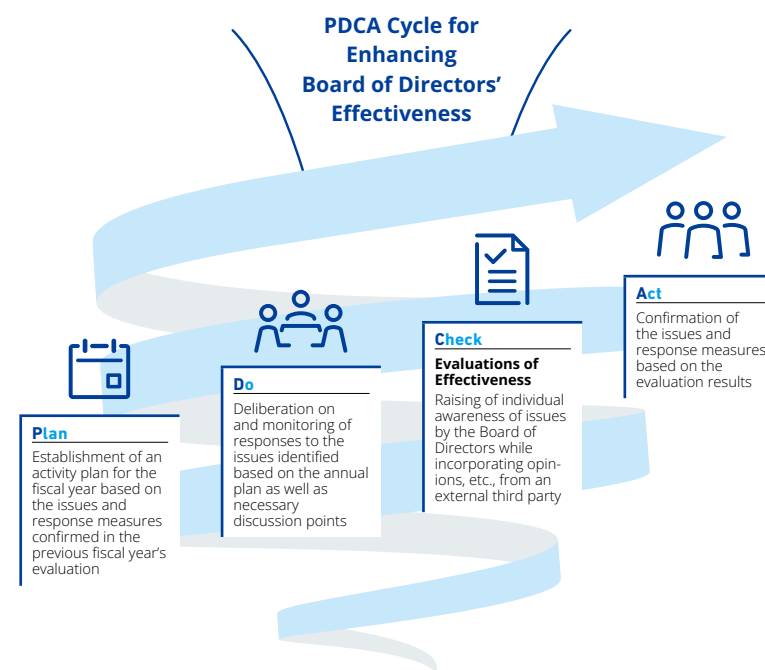 PDCA Cycle for
Enhancing
Board of Directors’
Effectiveness
Plan
Establishment of an
activity plan for the
fiscal year based on
the issues and
response measures
confirmed in the
previous fiscal year’s
evaluation
Do
Deliberation on
and monitoring of
responses to the
issues identified
based on the annual
plan as well as
necessary
discussion points
Check
Evaluations of
Effectiveness
Raising of individual
awareness of issues
by the Board of
Directors while
incorporating opin-
ions, etc., from an
external third party
Act
Confirmation of
the issues and
response measures
based on the
evaluation results